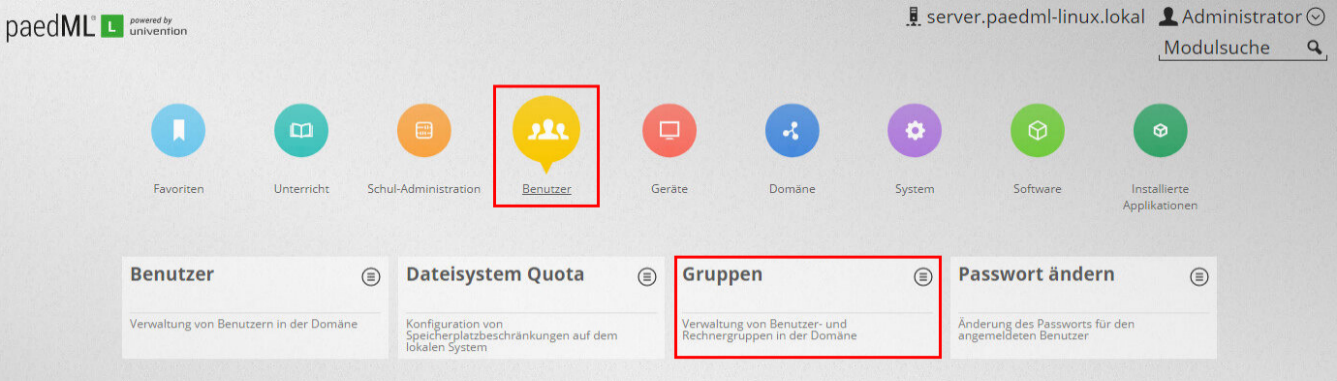 paedML® L powered by
univention
server.paedml-linux.lokal Administrator
Modulsuche
Favoriten
Unterricht
Schul-Administration
Benutzer
Geräte
Domäne
System
Software
Installierte
Applikationen
Benutzer
Verwaltung von Benutzern in der Domäne
Dateisystem Quota
Konfiguration von
Speicherplatzbeschränkungen auf dem
lokalen System
Gruppen
Verwaltung von Benutzer- und
Rechnergruppen in der Domäne
Passwort ändern
Änderung des Passworts für den
angemeldeten Benutzer